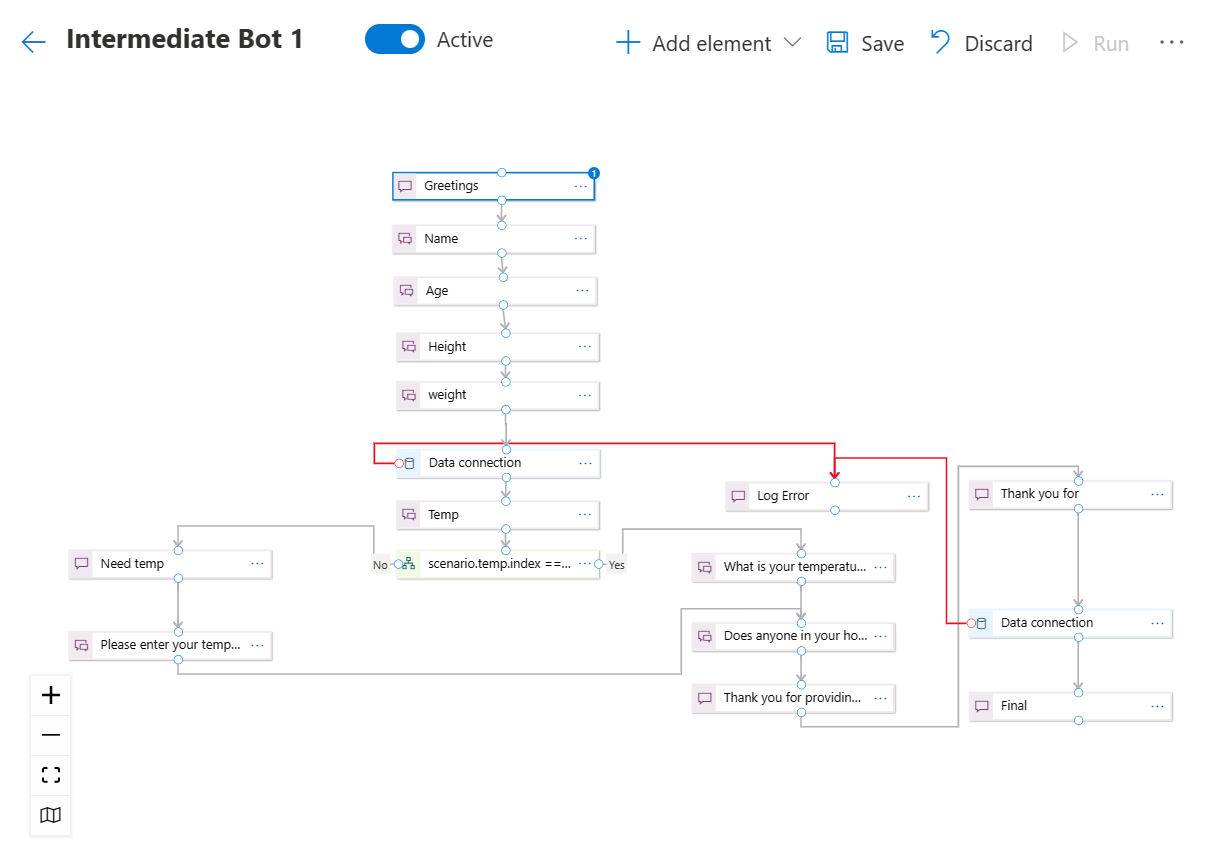 Intermediate Bot 1
Active
Add element
Save
Discard
Run
1
Greetings
Name
Age
Height
weight
Data connection
Temp
No
scenario.temp.index ==...
Yes
Need temp
Please enter your temp...
Log Error
What is your temperatu...
Does anyone in your ho...
Thank you for providin...
Thank you for
Data connection
Final